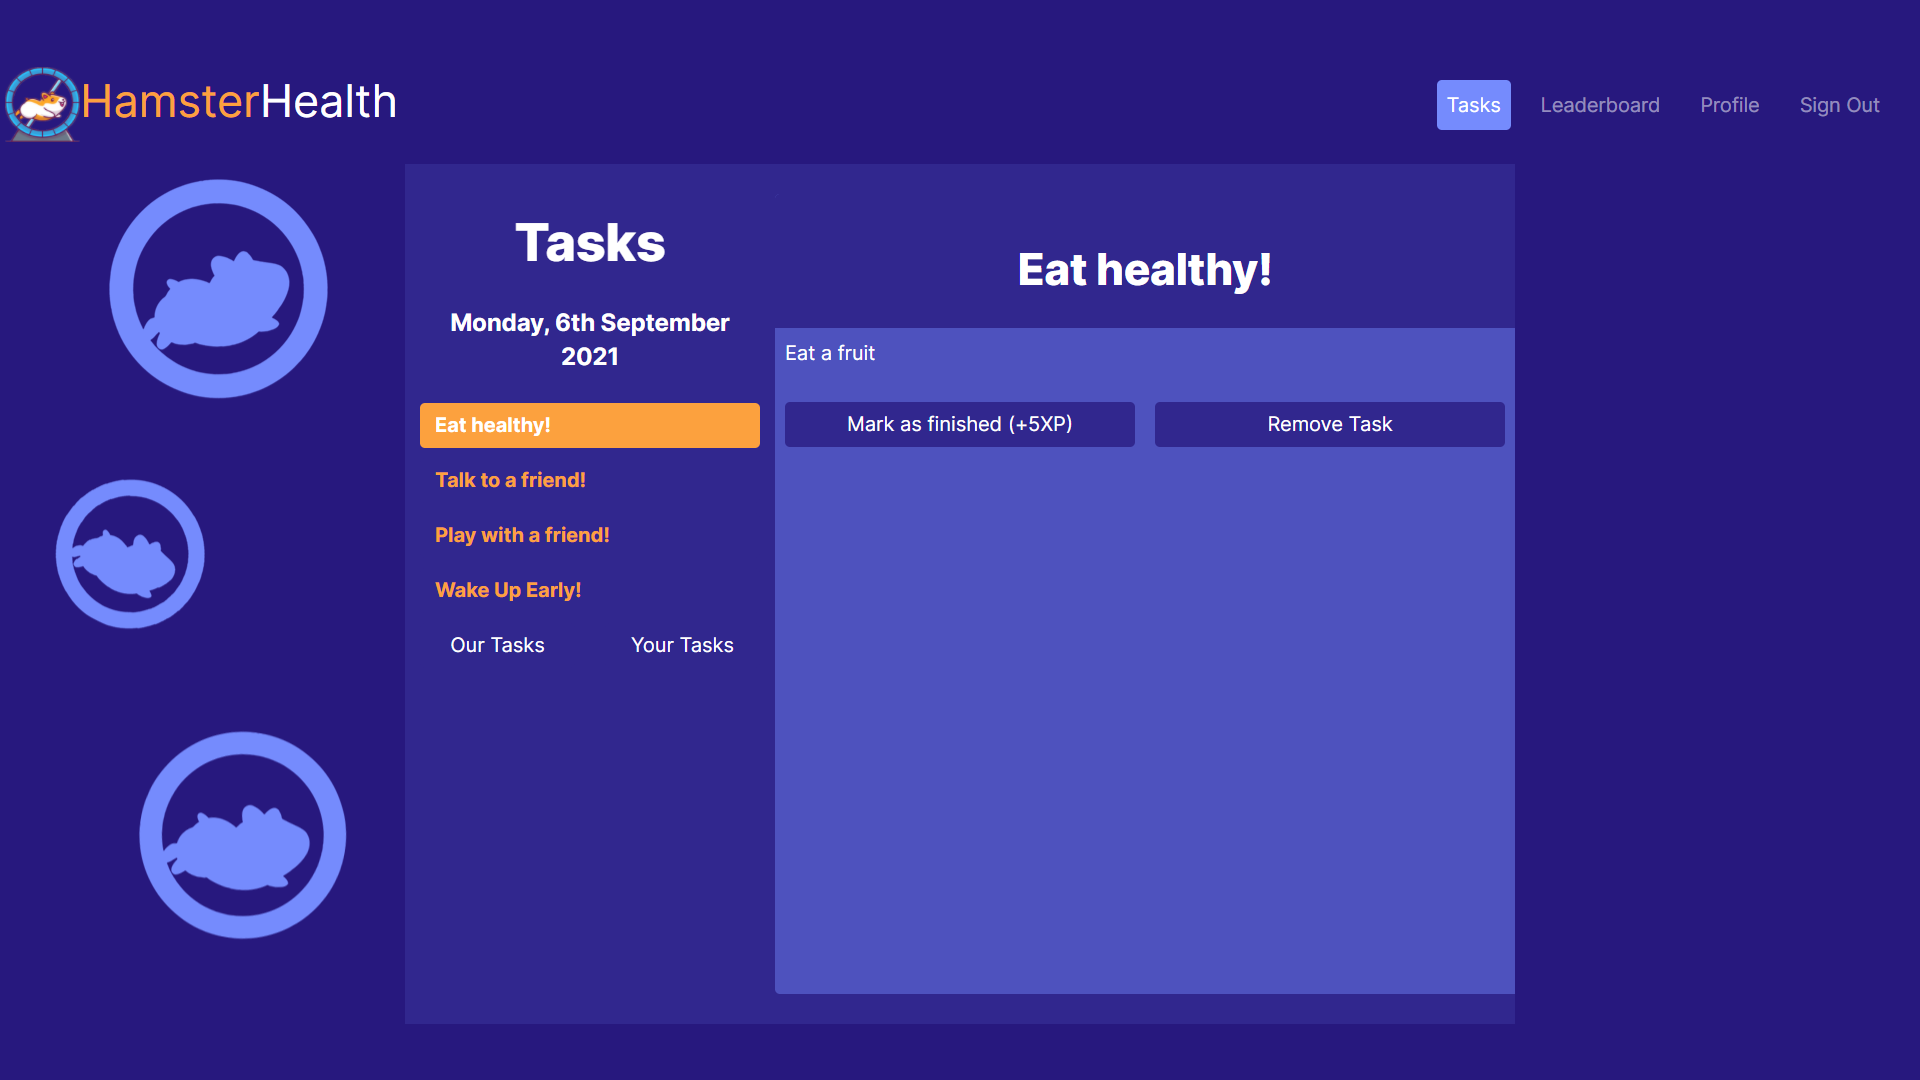 HamsterHealth
Tasks
Leaderboard
Profile
Sign Out
Tasks
Monday, 6th September
2021
Eat healthy!
Talk to a friend!
Play with a friend!
Wake Up Early!
Our Tasks
Your Tasks
Eat healthy!
Eat a fruit
Mark as finished (+5XP)
Remove Task